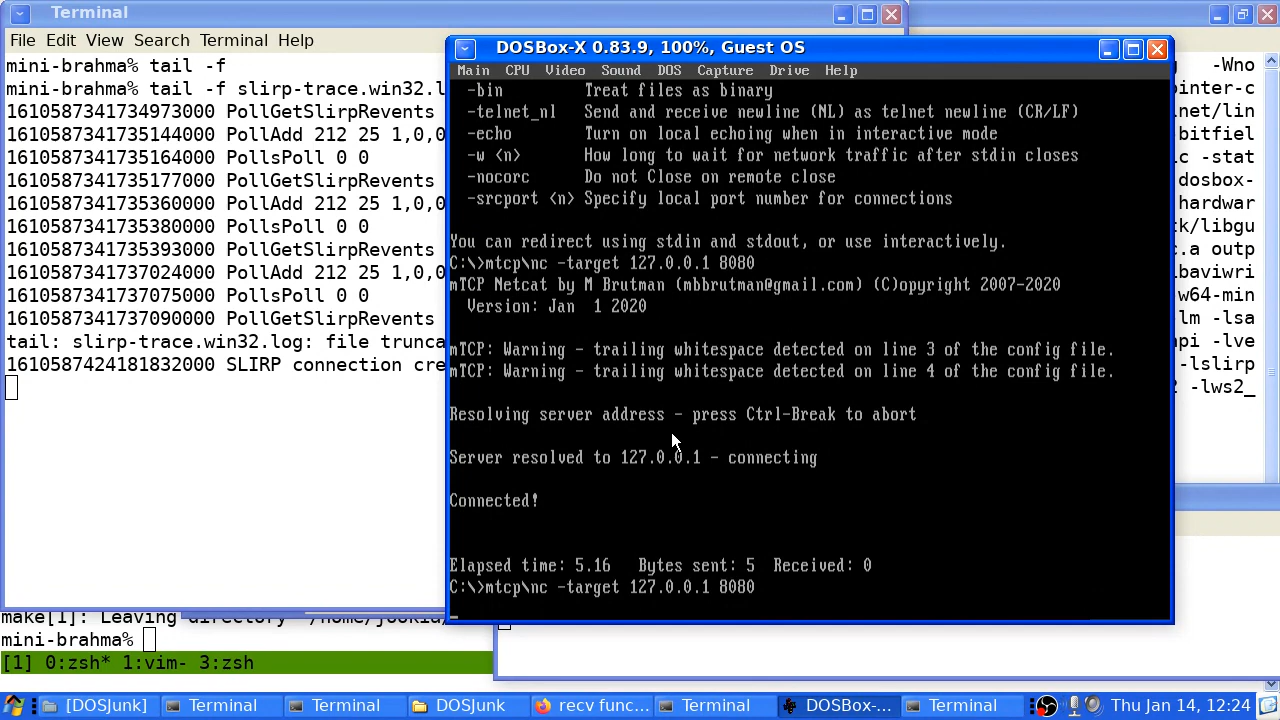 Terminal
File Edit View Search Terminal Help
mini-brahma% tail -f
mini-brahma% tail -f slirp-trace.win32.l
1610587341734973000 PollGetSlirpRevents
1610587341735144000 PollAdd 212 25 1,0,0
1610587341735164000 PollsPoll 0 0
1610587341735177000 PollGetSlirpRevents
1610587341735360000 PollAdd 212 25 1,0,0
1610587341735380000 PollsPoll 0 0
1610587341735393000 PollGetSlirpRevents
1610587341737024000 PollAdd 212 25 1,0,0
1610587341737075000 PollsPoll 0 0
1610587341737090000 PollGetSlirpRevents
tail: slirp-trace.win32.log: file trunca
1610587424181832000 SLIRP connection cre
DOSBox-X 0.83.9, 100%, Guest OS
Main CPU Video Sound DOS Capture Drive Help
-bin Treat files as binary
-telnet_nl Send and receive newline (NL) as telnet newline (CR/LF)
-echo Turn on local echoing when in interactive mode
-w <n> How long to wait for network traffic after stdin closes
-nocorc Do not Close on remote close
-srcport <n> Specify local port number for connections
You can redirect using stdin and stdout, or use interactively.
C:\>mtcp\nc -target 127.0.0.1 8080
mTCP Netcat by M Brutman (mbbrutman@gmail.com) (C)opyright 2007-2020
Version: Jan 1 2020
mTCP: Warning - trailing whitespace detected on line 3 of the config file.
mTCP: Warning - trailing whitespace detected on line 4 of the config file.
Resolving server address - press Ctrl-Break to abort
Server resolved to 127.0.0.1 - connecting
Connected!
Elapsed time: 5.16 Bytes sent: 5 Received: 0
C:\>mtcp\nc -target 127.0.0.1 8080
-Wno
ointer-c
net/lin
bitfiel
c -stat
dosbox-
hardwar
tk/libgu
c.a outp
ibaviwri
w64-min
lm -lsa
api -lve
-lslirp
2 -lws2_
make[1]: Leaving directory
mini-brahma%
[1] 0:zsh* 1:vim- 3:zsh
[DOSJunk]
Terminal
Terminal
DOSJunk
recv func...
Terminal
DOSBox-...
Terminal
Thu Jan 14, 12:24